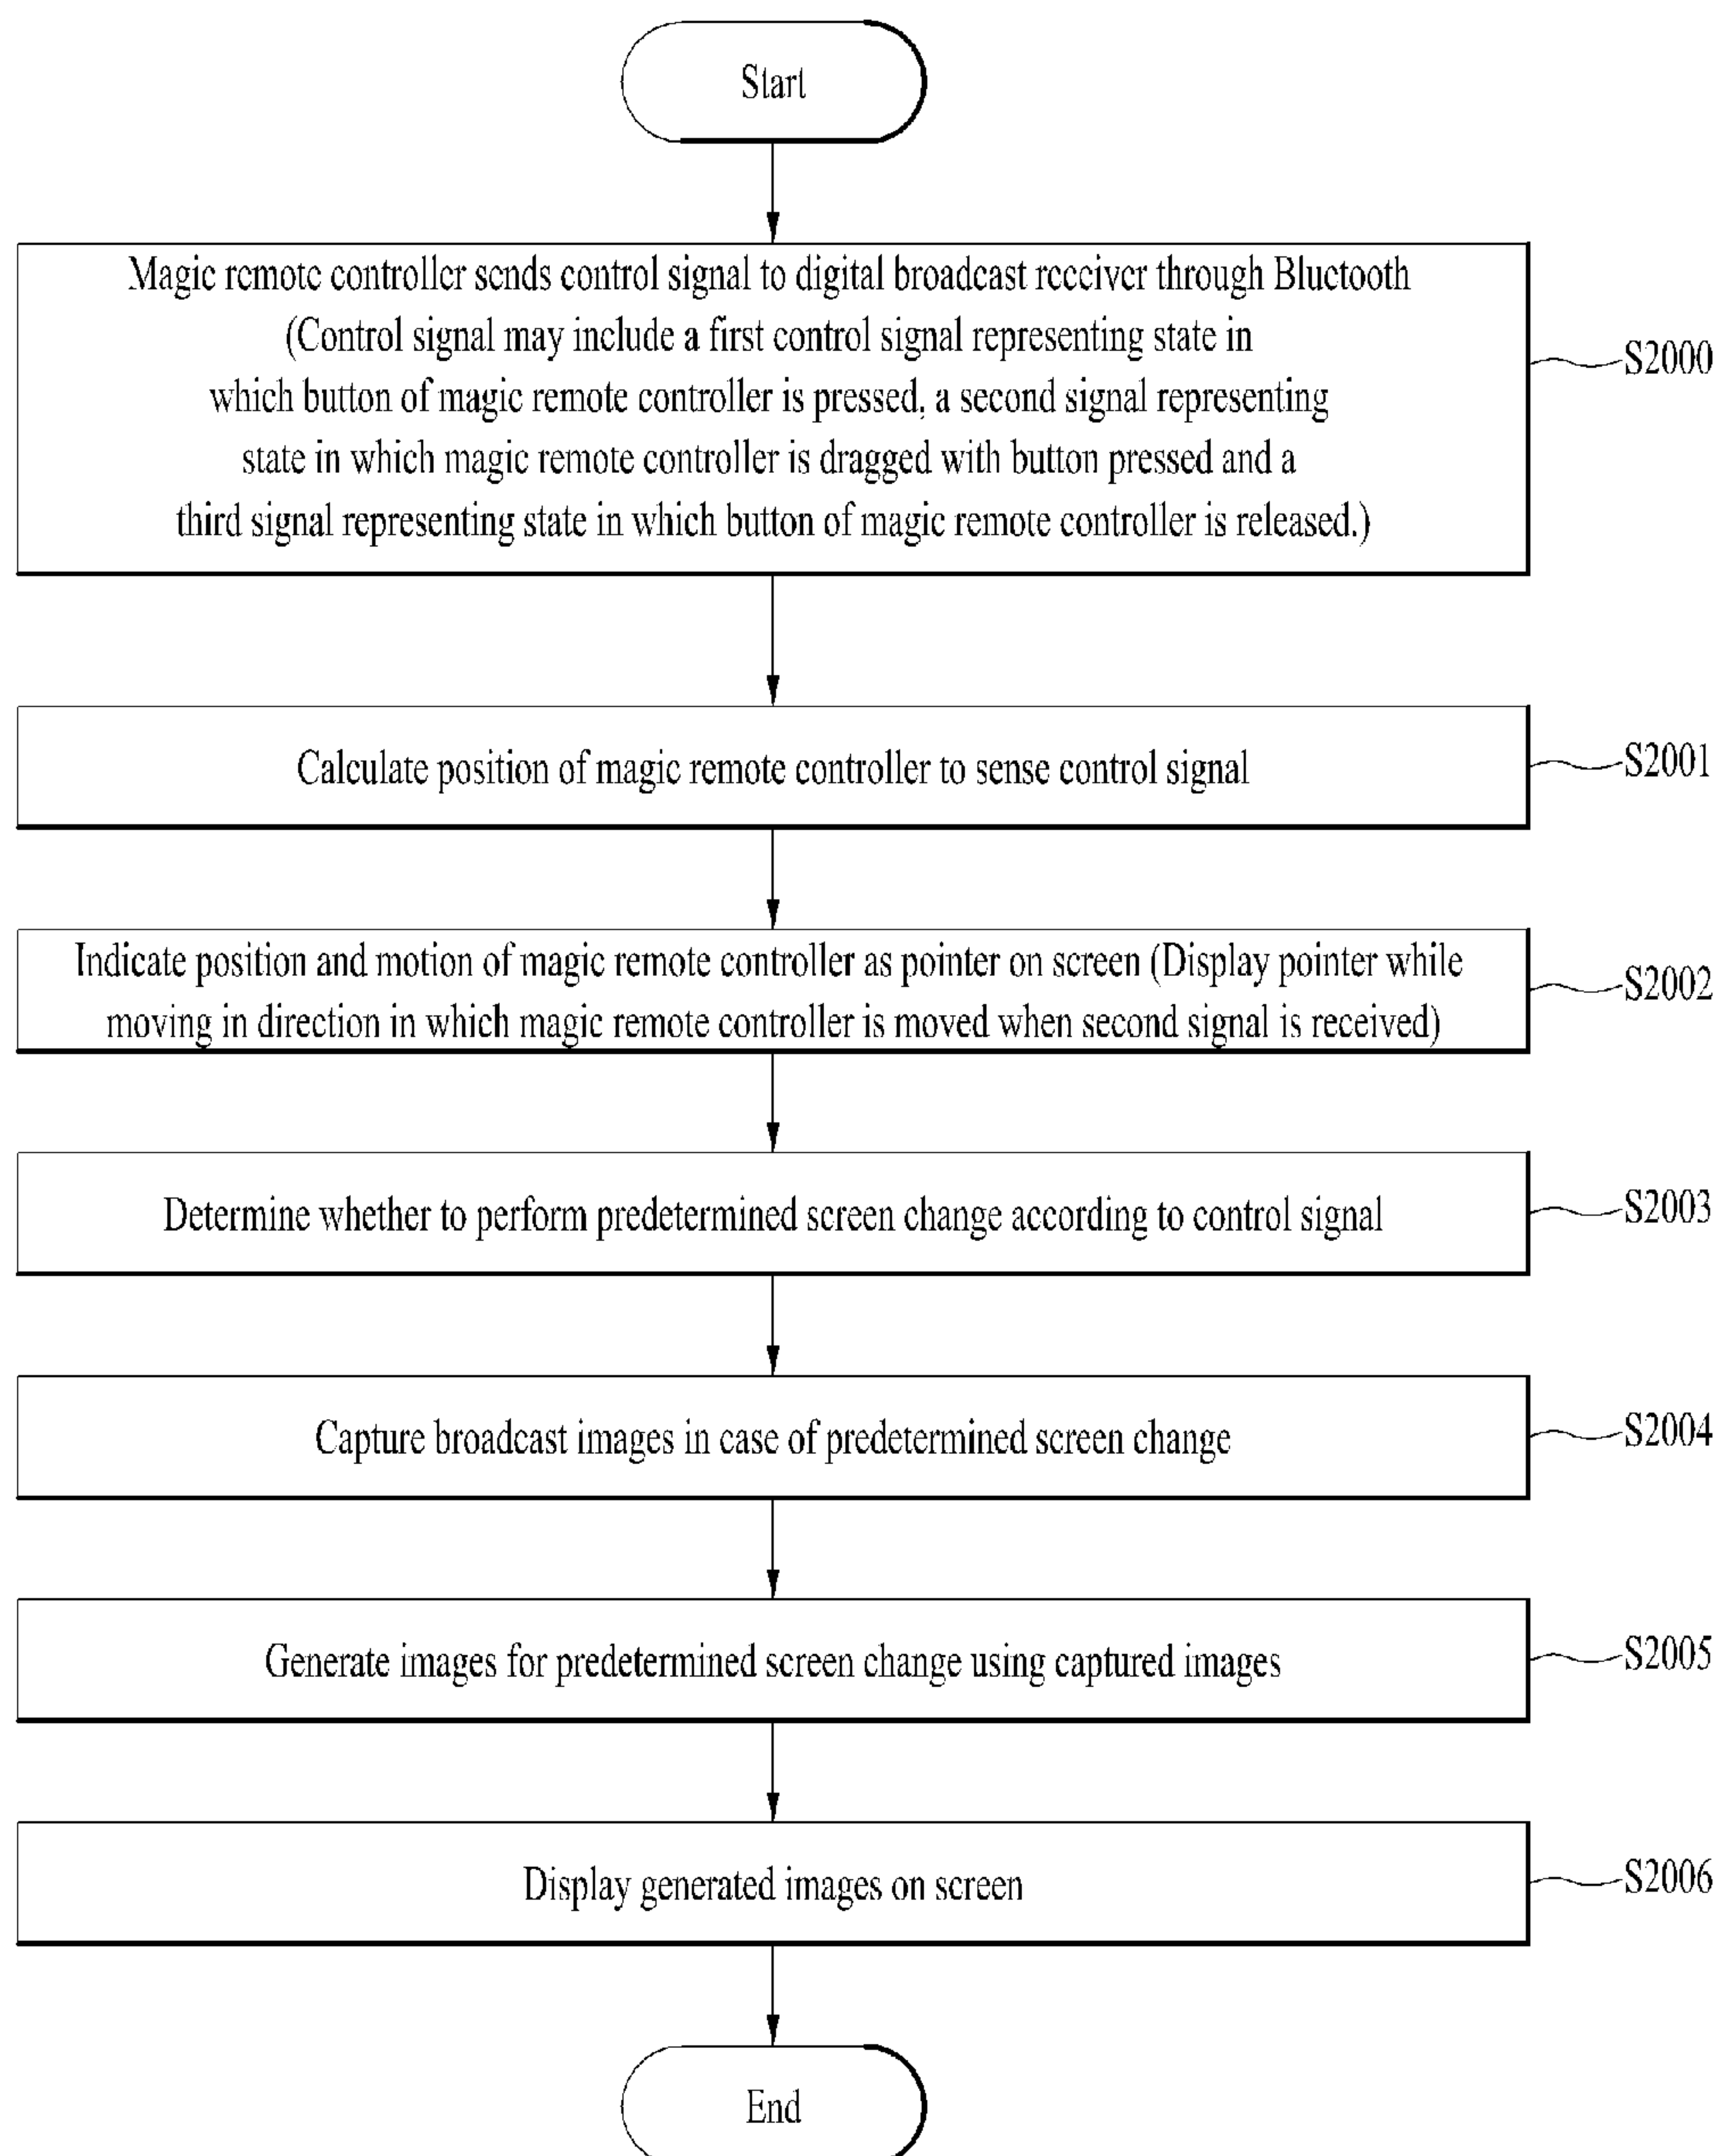 Start
Magic remote controller sends control signal to digital broadcast receiver through Bluetooth
(Control signal may include a first control signal representing state in
which button of magic remote controller is pressed, a second signal representing
state in which magic remote controller is dragged with button pressed and a
third signal representing state in which button of magic remote controller is released.)
S2000
Calculate position of magic remote controller to sense control signal
S2001
Indicate position and motion of magic remote controller as pointer on screen (Display pointer while
moving in direction in which magic remote controller is moved when second signal is received)
S2002
Determine whether to perform predetermined screen change according to control signal
S2003
Capture broadcast images in case of predetermined screen change
S2004
Generate images for predetermined screen change using captured images
S2005
Display generated images on screen
S2006
End